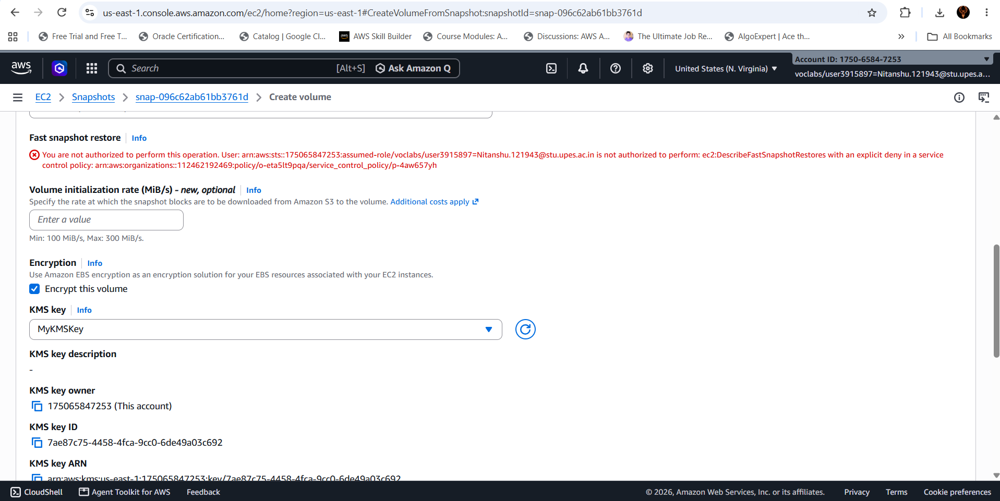 us-east-1.console.aws.amazon.com/ec2/home?region=us-east-1#CreateVolumeFromSnapshot:snapshotId=snap-096c62ab61bb3761d
Free Trial and Free T... Oracle Certification... Catalog | Google Cl... AWS Skill Builder Course Modules: A... Discussions: AWS A... The Ultimate Job Re... AlgoExpert | Ace th... » All Bookmarks
aws Search [Alt+S] Ask Amazon Q United States (N. Virginia) ▼ Account ID: 1750-6584-7253
voclabs/user3915897=Nitanshu.121943@stu.upes.a...
EC2 > Snapshots > snap-096c62ab61bb3761d > Create volume
Fast snapshot restore Info
You are not authorized to perform this operation. User: arn:aws:sts::175065847253:assumed-role/voclabs/user3915897=Nitanshu.121943@stu.upes.ac.in is not authorized to perform: ec2:DescribeFastSnapshotRestores with an explicit deny in a service
control policy: arn:aws:organizations::112462192469:policy/o-eta5lt9pqa/service_control_policy/p-4aw657yh
Volume initialization rate (MiB/s) - new, optional Info
Specify the rate at which the snapshot blocks are to be downloaded from Amazon S3 to the volume. Additional costs apply
Enter a value
Min: 100 MiB/s, Max: 300 MiB/s.
Encryption Info
Use Amazon EBS encryption as an encryption solution for your EBS resources associated with your EC2 instances.
Encrypt this volume
KMS key Info
MyKMSKey
KMS key description
-
KMS key owner
175065847253 (This account)
KMS key ID
7ae87c75-4458-4fca-9cc0-6de49a03c692
KMS key ARN
arn:aws:kms:us-east-1:175065847253:key/7ae87c75-4458-4fca-9cc0-6de49a03c692
CloudShell Agent Toolkit for AWS Feedback © 2026, Amazon Web Services, Inc. or its affiliates. Privacy Terms Cookie preferences